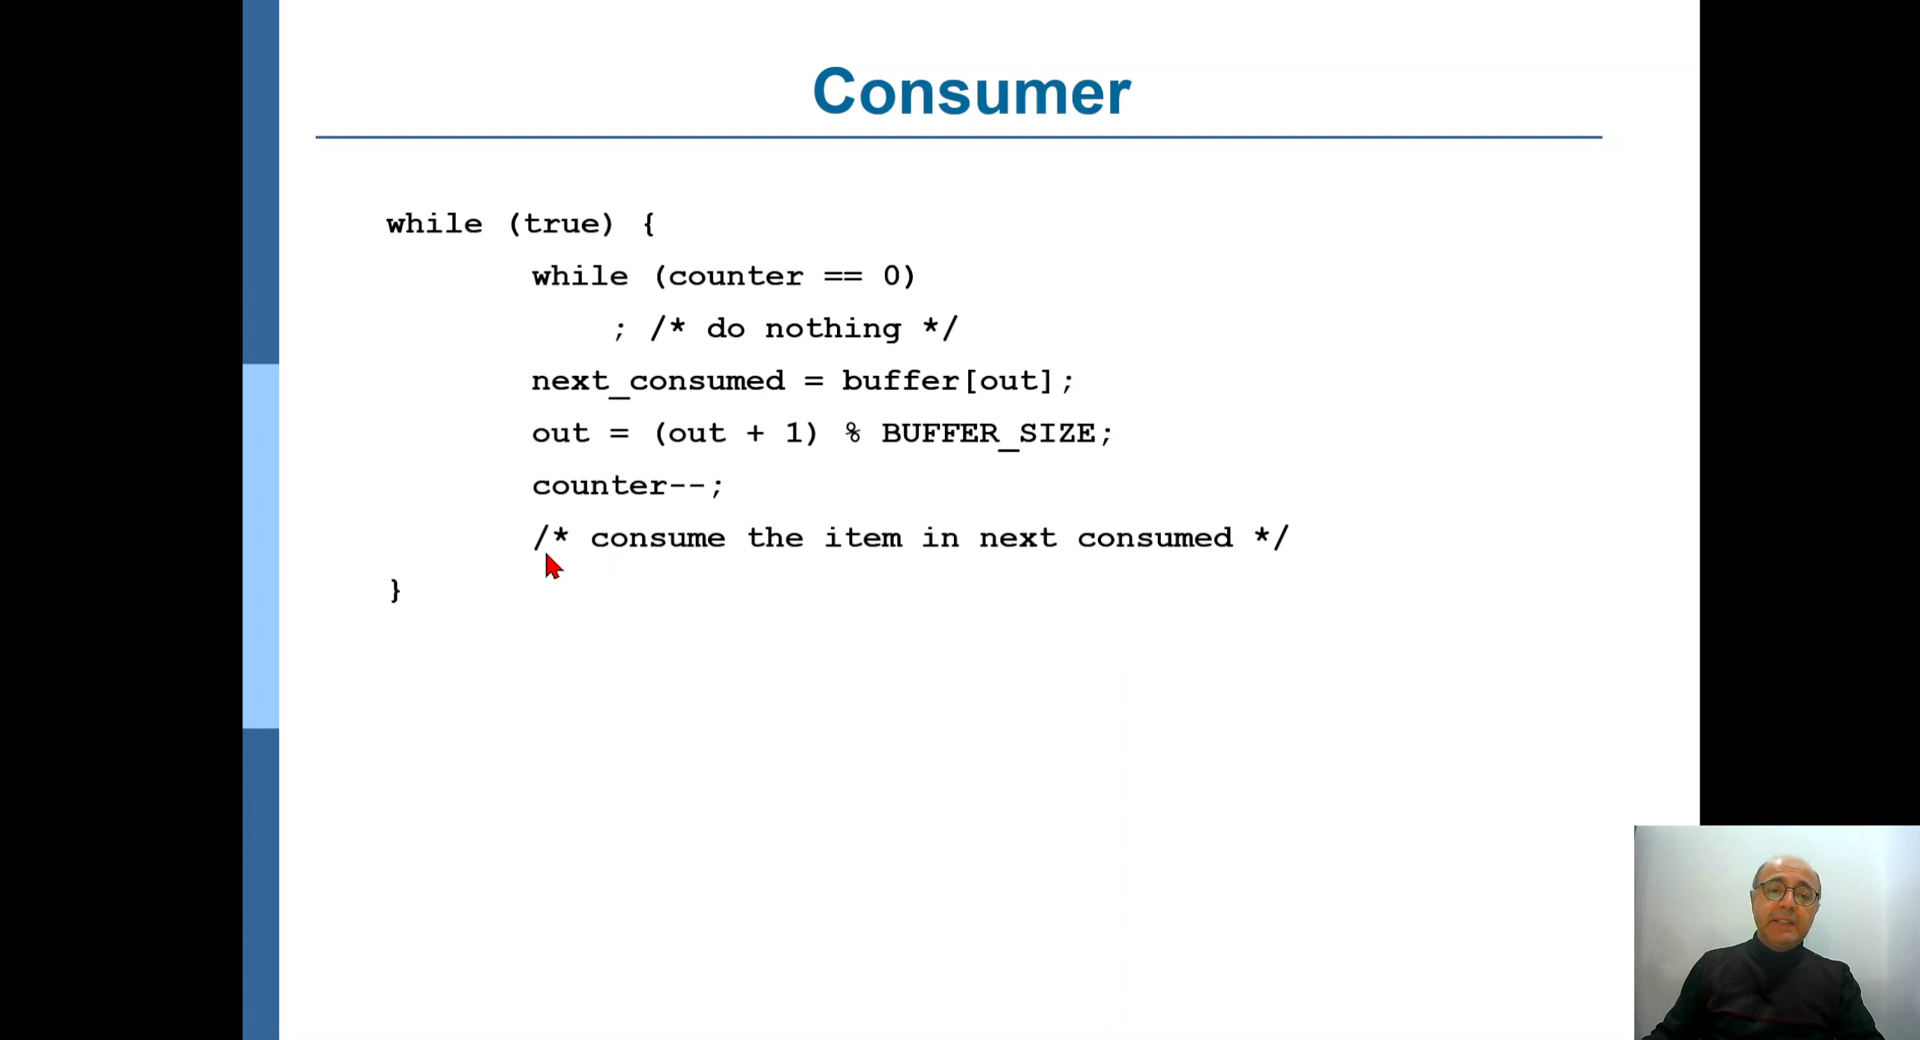 Consumer
while (true) {
while (counter == 0)
; /* do nothing */
next_consumed = buffer[out];
out = (out + 1) % BUFFER_SIZE;
counter--;
/* consume the item in next consumed */
}